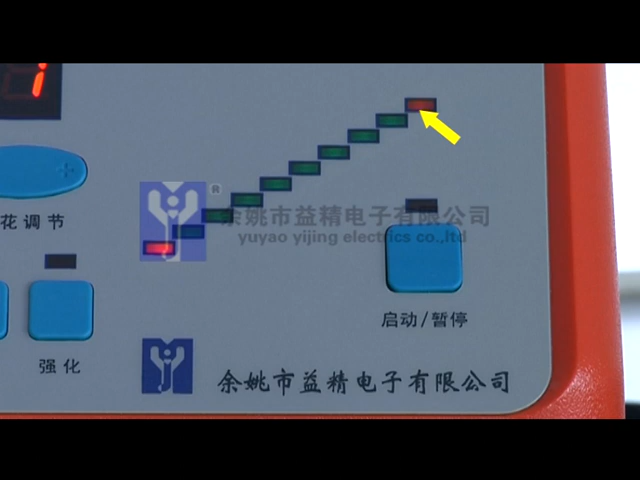 1
花调节
®
余姚市益精电子有限公司
yuyao yijing electrics co.,ltd
启动/暂停
强化
余姚市益精电子有限公司